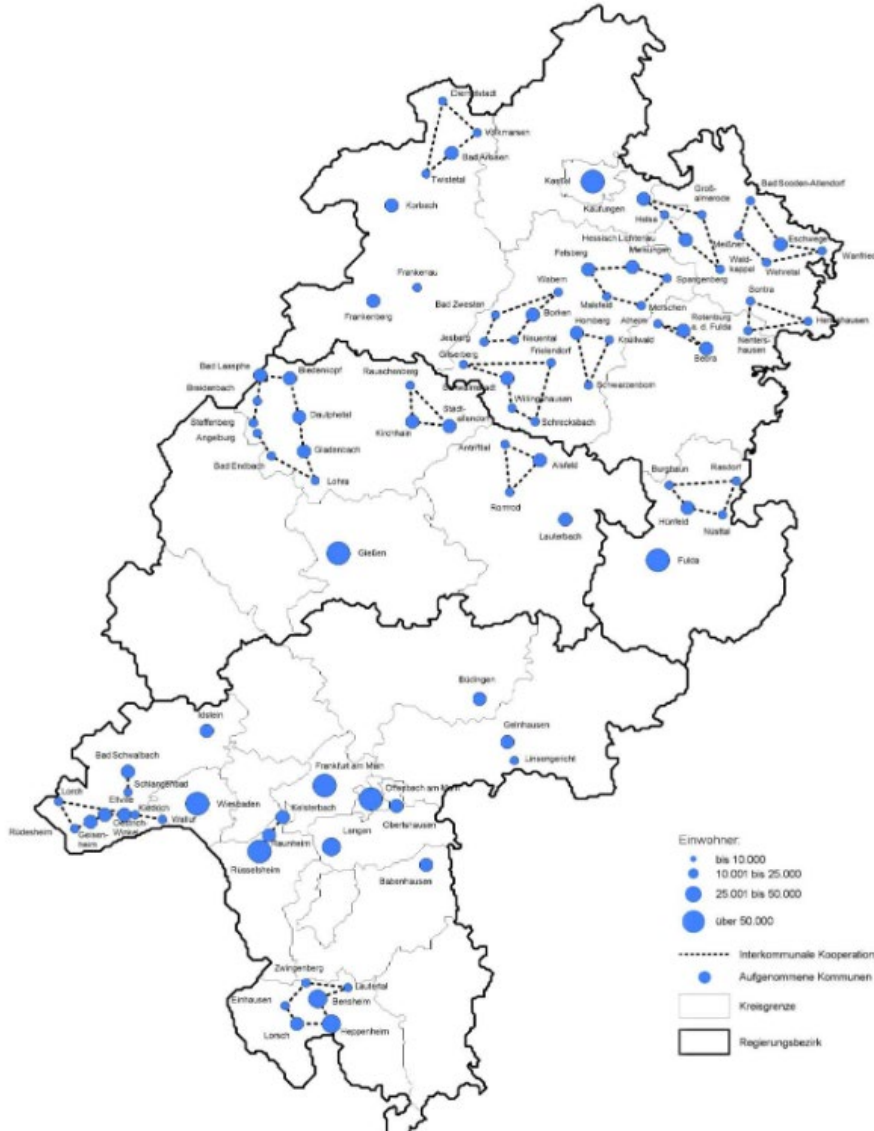 Diemelstadt
Volkmarsen
Bad Arolsen
Twistetal
Korbach
Frankenau
Frankenberg
Kassel
Kaufungen
Helsa
Groß-
almerode
Hessisch Lichtenau
Bad Sooden-Allendorf
Meißner
Eschwege
Wanfried
Wald-
kappel
Wehretal
Melsungen
Felsberg
Spangenberg
Malsfeld
Morschen
Sontra
Herleshausen
Nenters-
hausen
Alheim
Rotenburg
a. d. Fulda
Bebra
Wabern
Bad Zwesten
Borken
Jesberg
Neuental
Homberg
Knüllwald
Schwarzenborn
Gilserberg
Frielendorf
Schwalmstadt
Willingshausen
Schrecksbach
Bad Laasphe
Biedenkopf
Breidenbach
Steffenberg
Angelburg
Dautphetal
Gladenbach
Bad Endbach
Lohra
Rauschenberg
Stadt-
allendorf
Kirchhain
Antrifttal
Alsfeld
Romrod
Lauterbach
Burghaun
Rasdorf
Hünfeld
Nüsttal
Gießen
Fulda
Büdingen
Gelnhausen
Linsengericht
Idstein
Bad Schwalbach
Schlangenbad
Lorch
Eltville
Kiedrich
Rüdesheim
Geisen-
heim
Oestrich-
Winkel
Walluf
Wiesbaden
Frankfurt am Main
Offenbach am Main
Kelsterbach
Obertshausen
Raunheim
Langen
Rüsselsheim
Babenhausen
Zwingenberg
Lautertal
Einhausen
Bensheim
Lorsch
Heppenheim
Einwohner:
bis 10.000
10.001 bis 25.000
25.001 bis 50.000
über 50.000
Interkommunale Kooperation
Aufgenommene Kommunen
Kreisgrenze
Regierungsbezirk